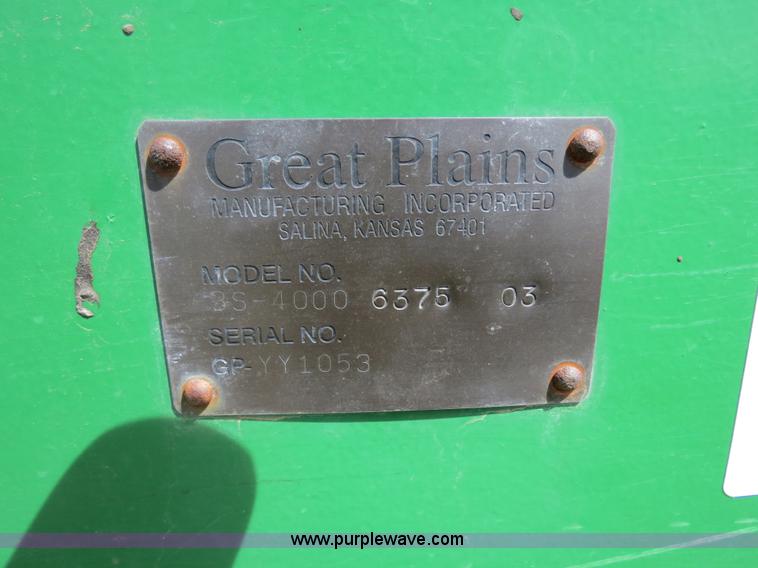 Great Plains
MANUFACTURING INCORPORATED
SALINA, KANSAS 67401
MODEL NO.
3S-4000 6375 03
SERIAL NO.
GP-YY1053
www.purplewave.com